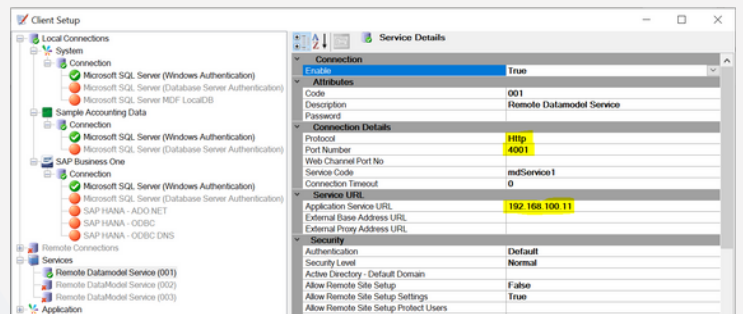 Client Setup
Local Connections
System
Connection
Microsoft SQL Server (Windows Authentication)
Microsoft SQL Server (Database Server Authentication)
Microsoft SQL Server MDF LocalDB
Sample Accounting Data
Connection
Microsoft SQL Server (Windows Authentication)
Microsoft SQL Server (Database Server Authentication)
SAP Business One
Connection
Microsoft SQL Server (Windows Authentication)
Microsoft SQL Server (Database Server Authentication)
SAP HANA - ADO.NET
SAP HANA - ODBC
SAP HANA - ODBC DNS
Remote Connections
Services
Remote Datamodel Service (001)
Remote DataModel Service (002)
Remote DataModel Service (003)
Application
Service Details
Connection
Enable True
Attributes
Code 001
Description Remote Datamodel Service
Password
Connection Details
Protocol Http
Port Number 4001
Web Channel Port No
Service Code mdService1
Connection Timeout 0
Service URL
Application Service URL 192.168.100.11
External Base Address URL
External Proxy Address URL
Security
Authentication Default
Security Level Normal
Active Directory - Default Domain
Allow Remote Site Setup False
Allow Remote Site Setup Settings True
Allow Remote Site Setup Protect Users